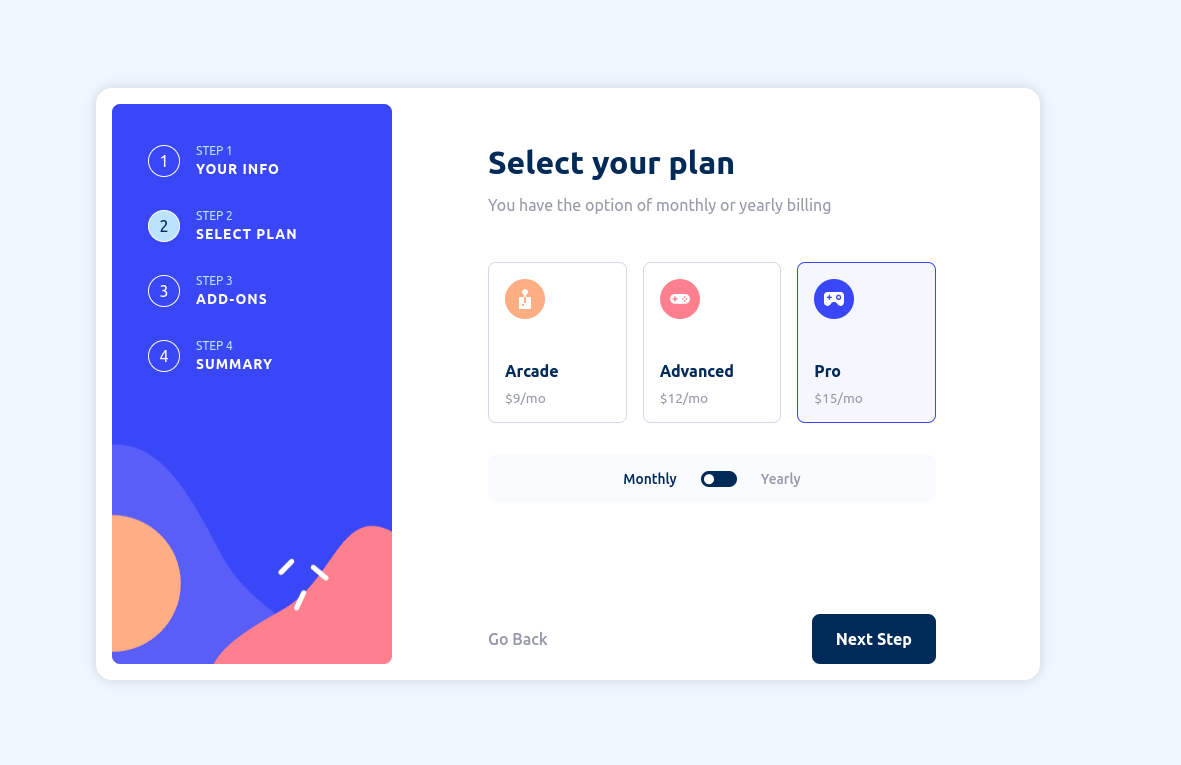 1
STEP 1
YOUR INFO
2
STEP 2
SELECT PLAN
3
STEP 3
ADD-ONS
4
STEP 4
SUMMARY
Select your plan
You have the option of monthly or yearly billing
Arcade
$9/mo
Advanced
$12/mo
Pro
$15/mo
Monthly Yearly
Go Back Next Step